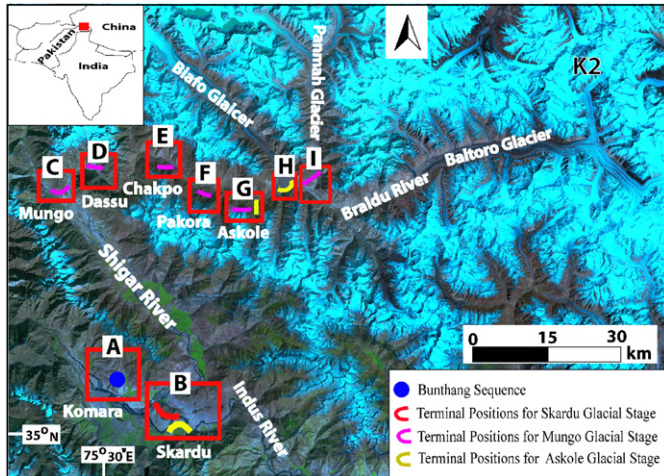 China
Pakistan
India
K2
Biafo Glaicer
Panmah Glacier
Baltoro Glacier
Braldu River
E
D
C
F
H
I
G
Chakpo
Mungo
Dassu
Pakora
Askole
Shigar River
A
B
Komara
Skardu
Indus River
0 15 30
km
35°N
75°30'E
Bunthang Sequence
Terminal Positions for Skardu Glacial Stage
Terminal Positions for Mungo Glacial Stage
Terminal Positions for Askole Glacial Stage